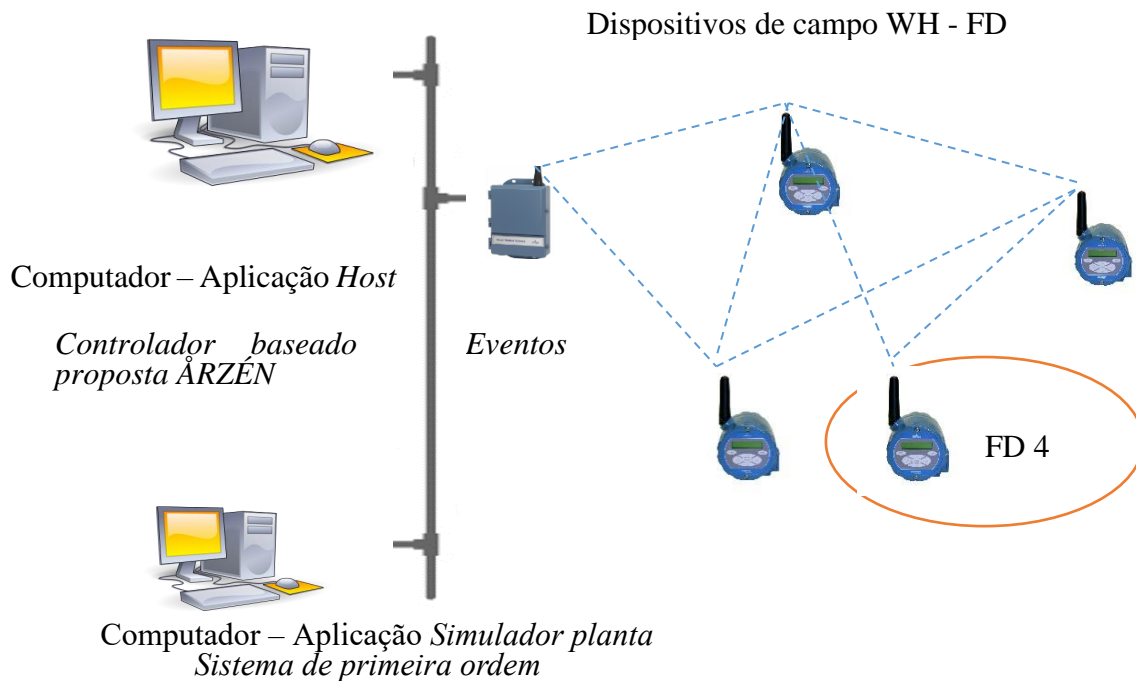 Dispositivos de campo WH - FD
Computador – Aplicação Host
Controlador baseado
proposta ÅRZÉN
Eventos
FD 4
Computador – Aplicação Simulador planta
Sistema de primeira ordem